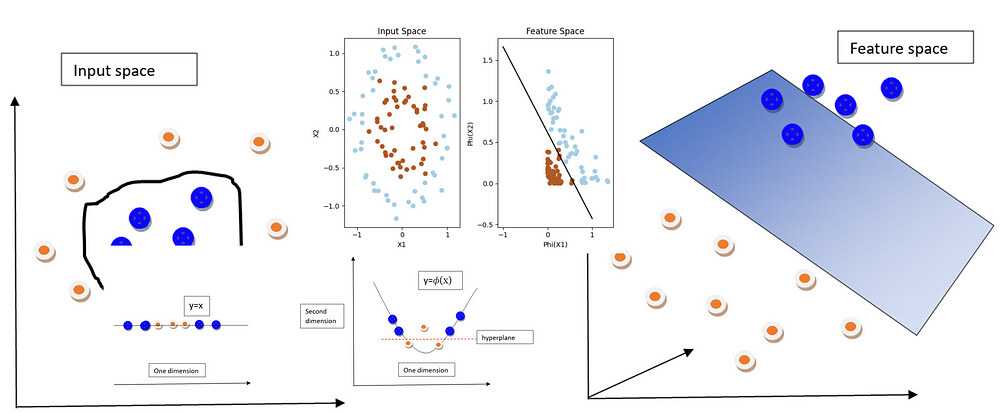 Input space
Input Space
1.0
0.5
0.0
−0.5
−1.0
X2
−1
0
1
X1
Feature Space
1.5
1.0
0.5
0.0
−0.5
Phi(X2)
−1
0
1
Phi(X1)
Feature space
y=x
One dimension
Second
dimension
y=ϕ(x)
hyperplane
One dimension